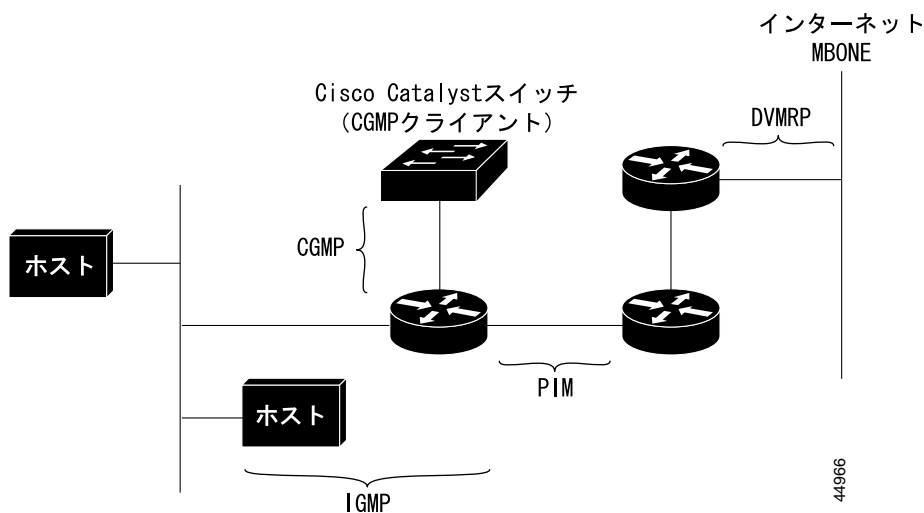 インターネット
MBONE
Cisco Catalystスイッチ
(CGMPクライアント)
DVMRP
CGMP
ホスト
PIM
ホスト
IGMP
44966